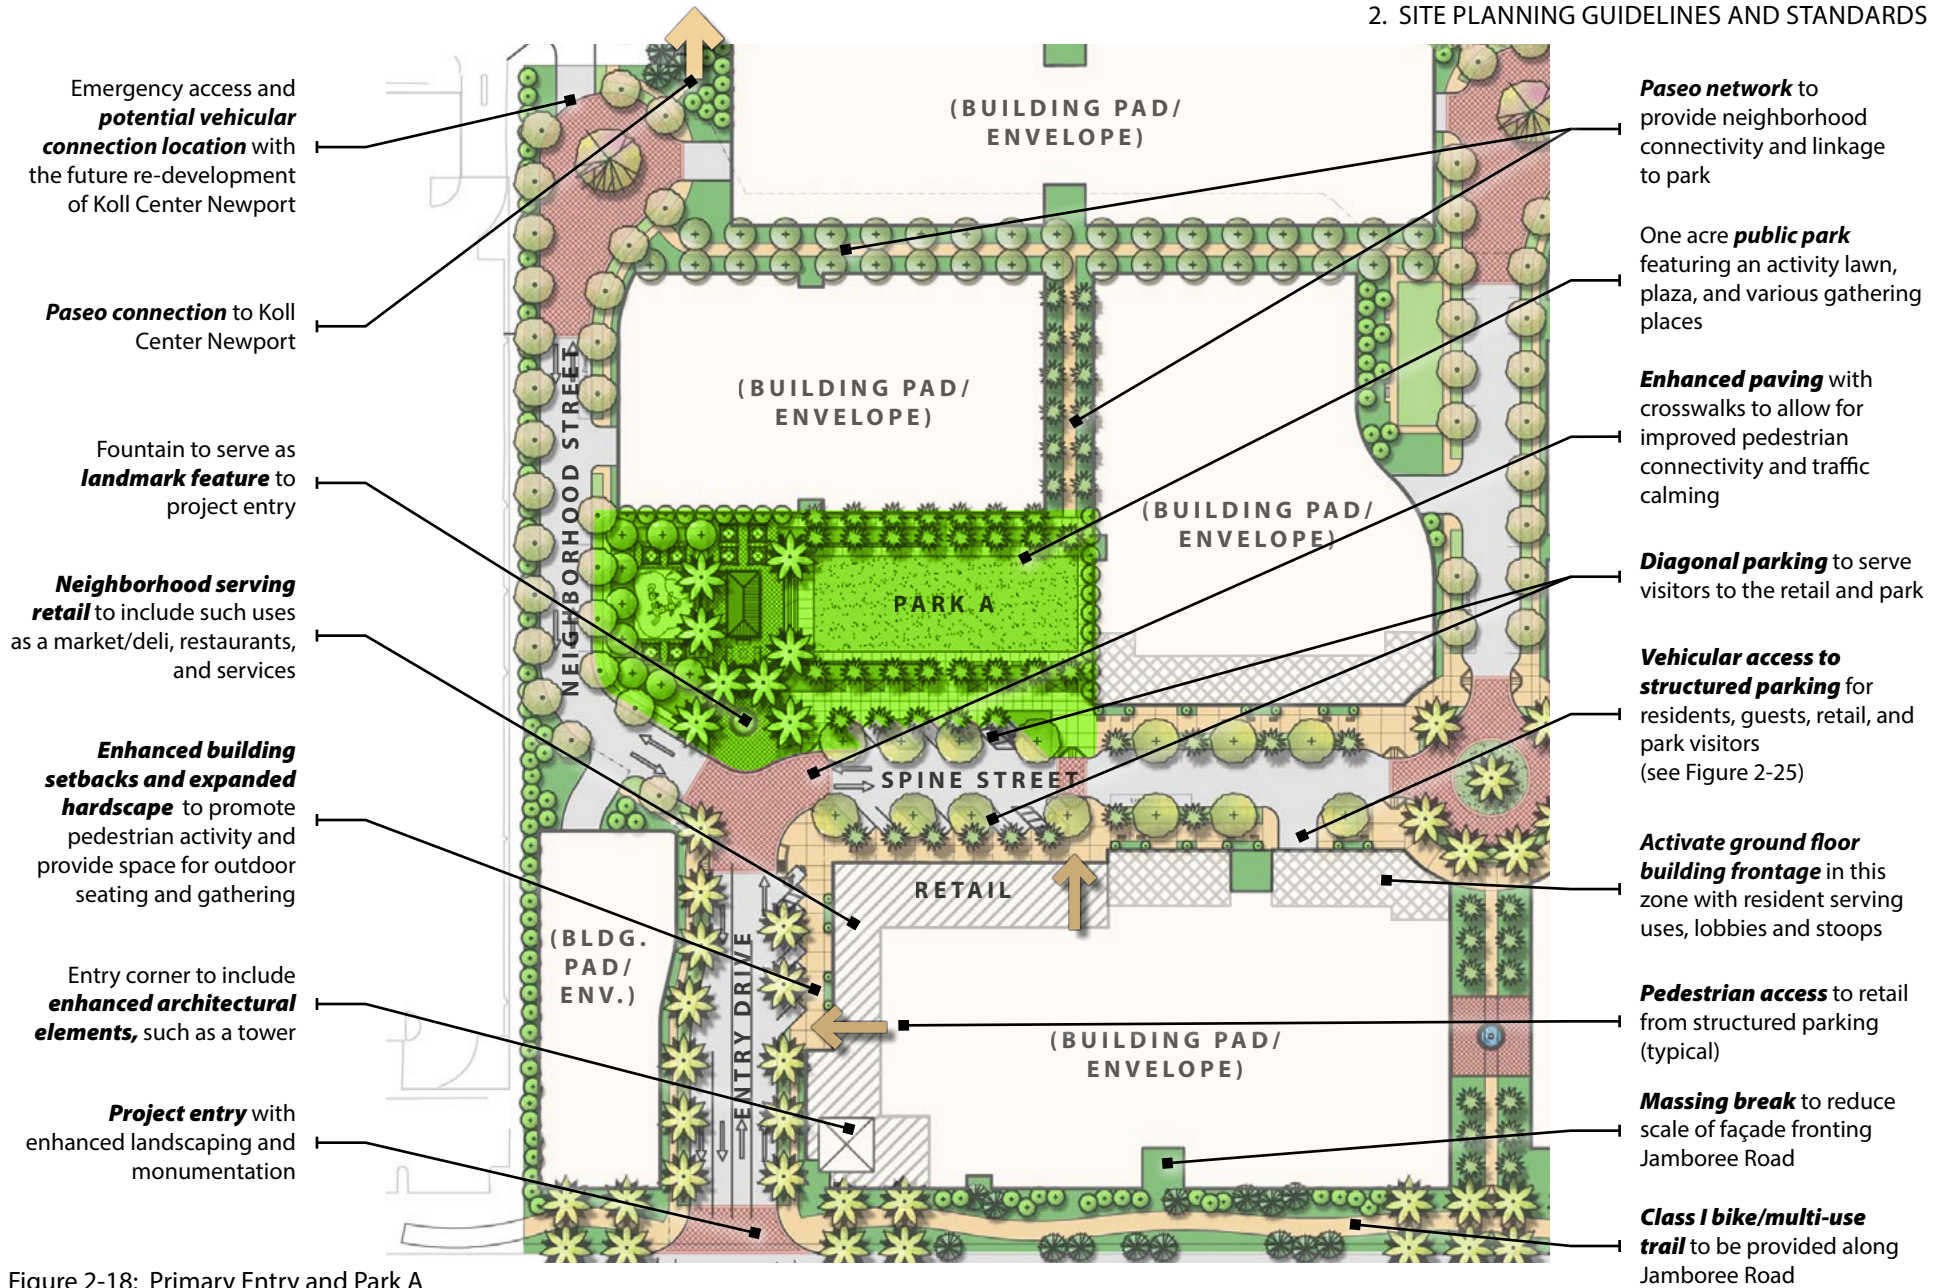 2. SITE PLANNING GUIDELINES AND STANDARDS
Emergency access and
potential vehicular
connection location with
the future re-development
of Koll Center Newport
Paseo connection to Koll
Center Newport
Fountain to serve as
landmark feature to
project entry
Neighborhood serving
retail to include such uses
as a market/deli, restaurants,
and services
Enhanced building
setbacks and expanded
hardscape to promote
pedestrian activity and
provide space for outdoor
seating and gathering
Entry corner to include
enhanced architectural
elements, such as a tower
Project entry with
enhanced landscaping and
monumentation
(BUILDING PAD/
ENVELOPE)
(BUILDING PAD/
ENVELOPE)
(BUILDING PAD/
ENVELOPE)
NEIGHBORHOOD STREET
PARK A
SPINE STREET
RETAIL
(BLDG.
PAD/
ENV.)
ENTRY DRIVE
(BUILDING PAD/
ENVELOPE)
Paseo network to
provide neighborhood
connectivity and linkage
to park
One acre public park
featuring an activity lawn,
plaza, and various gathering
places
Enhanced paving with
crosswalks to allow for
improved pedestrian
connectivity and traffic
calming
Diagonal parking to serve
visitors to the retail and park
Vehicular access to
structured parking for
residents, guests, retail, and
park visitors
(see Figure 2-25)
Activate ground floor
building frontage in this
zone with resident serving
uses, lobbies and stoops
Pedestrian access to retail
from structured parking
(typical)
Massing break to reduce
scale of façade fronting
Jamboree Road
Class I bike/multi-use
trail to be provided along
Jamboree Road
Figure 2-18: Primary Entry and Park A